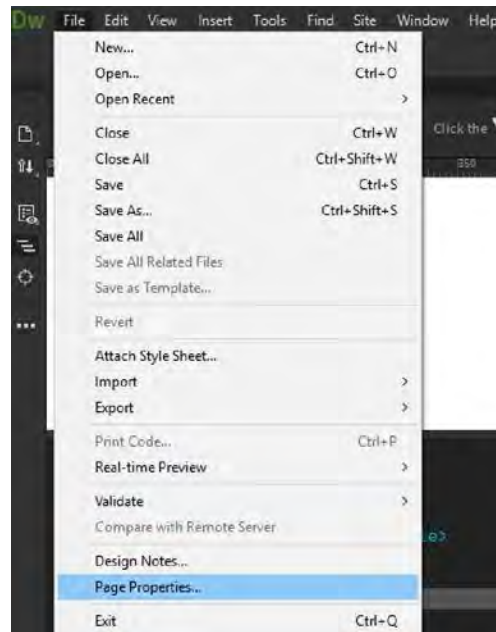 Dw File Edit View Insert Tools Find Site Window Help
New... Ctrl+N
Open... Ctrl+O
Open Recent >
Click the
Close Ctrl+W
Close All Ctrl+Shift+W
350
Save Ctrl+S
Save As... Ctrl+Shift+S
Save All
Save All Related Files
Save as Template...
Revert
Attach Style Sheet...
Import >
Export >
Print Code... Ctrl+P
Real-time Preview >
Validate >
Compare with Remote Server
le>
Design Notes...
Page Properties...
Exit Ctrl+Q